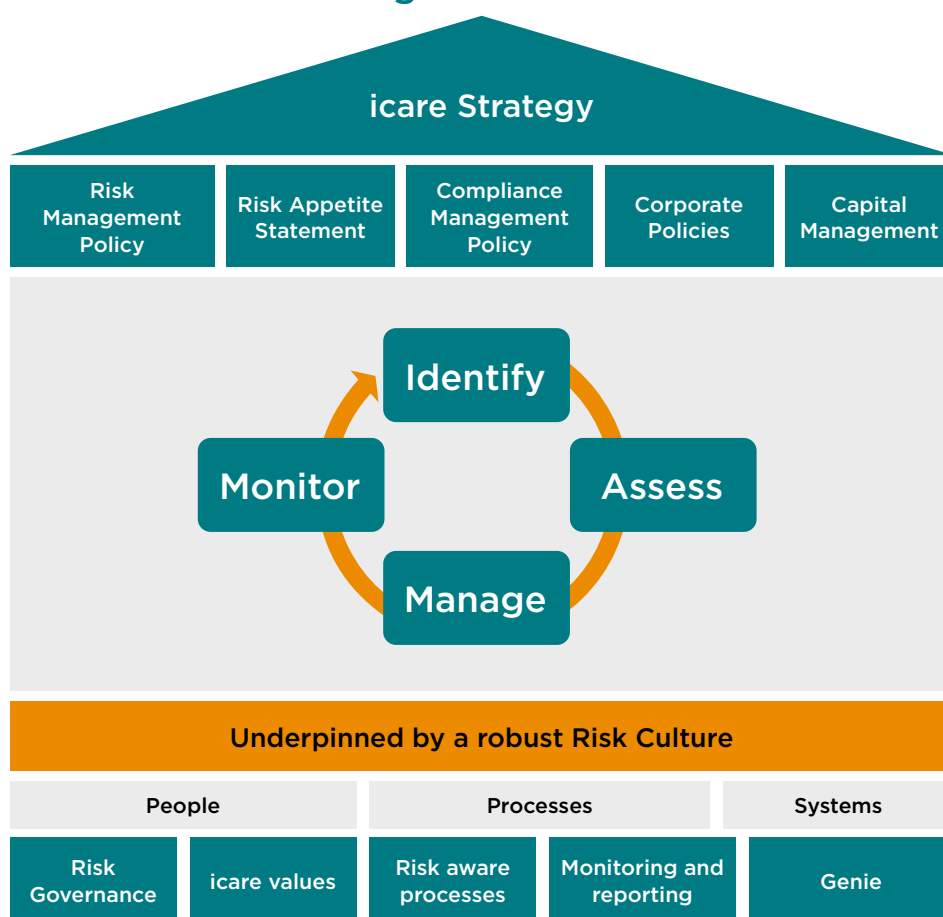 icare Strategy
Risk
Management
Policy
Risk Appetite
Statement
Compliance
Management
Policy
Corporate
Policies
Capital
Management
Identify
Monitor
Assess
Manage
Underpinned by a robust Risk Culture
People
Processes
Systems
Risk
Governance
icare values
Risk aware
processes
Monitoring and
reporting
Genie